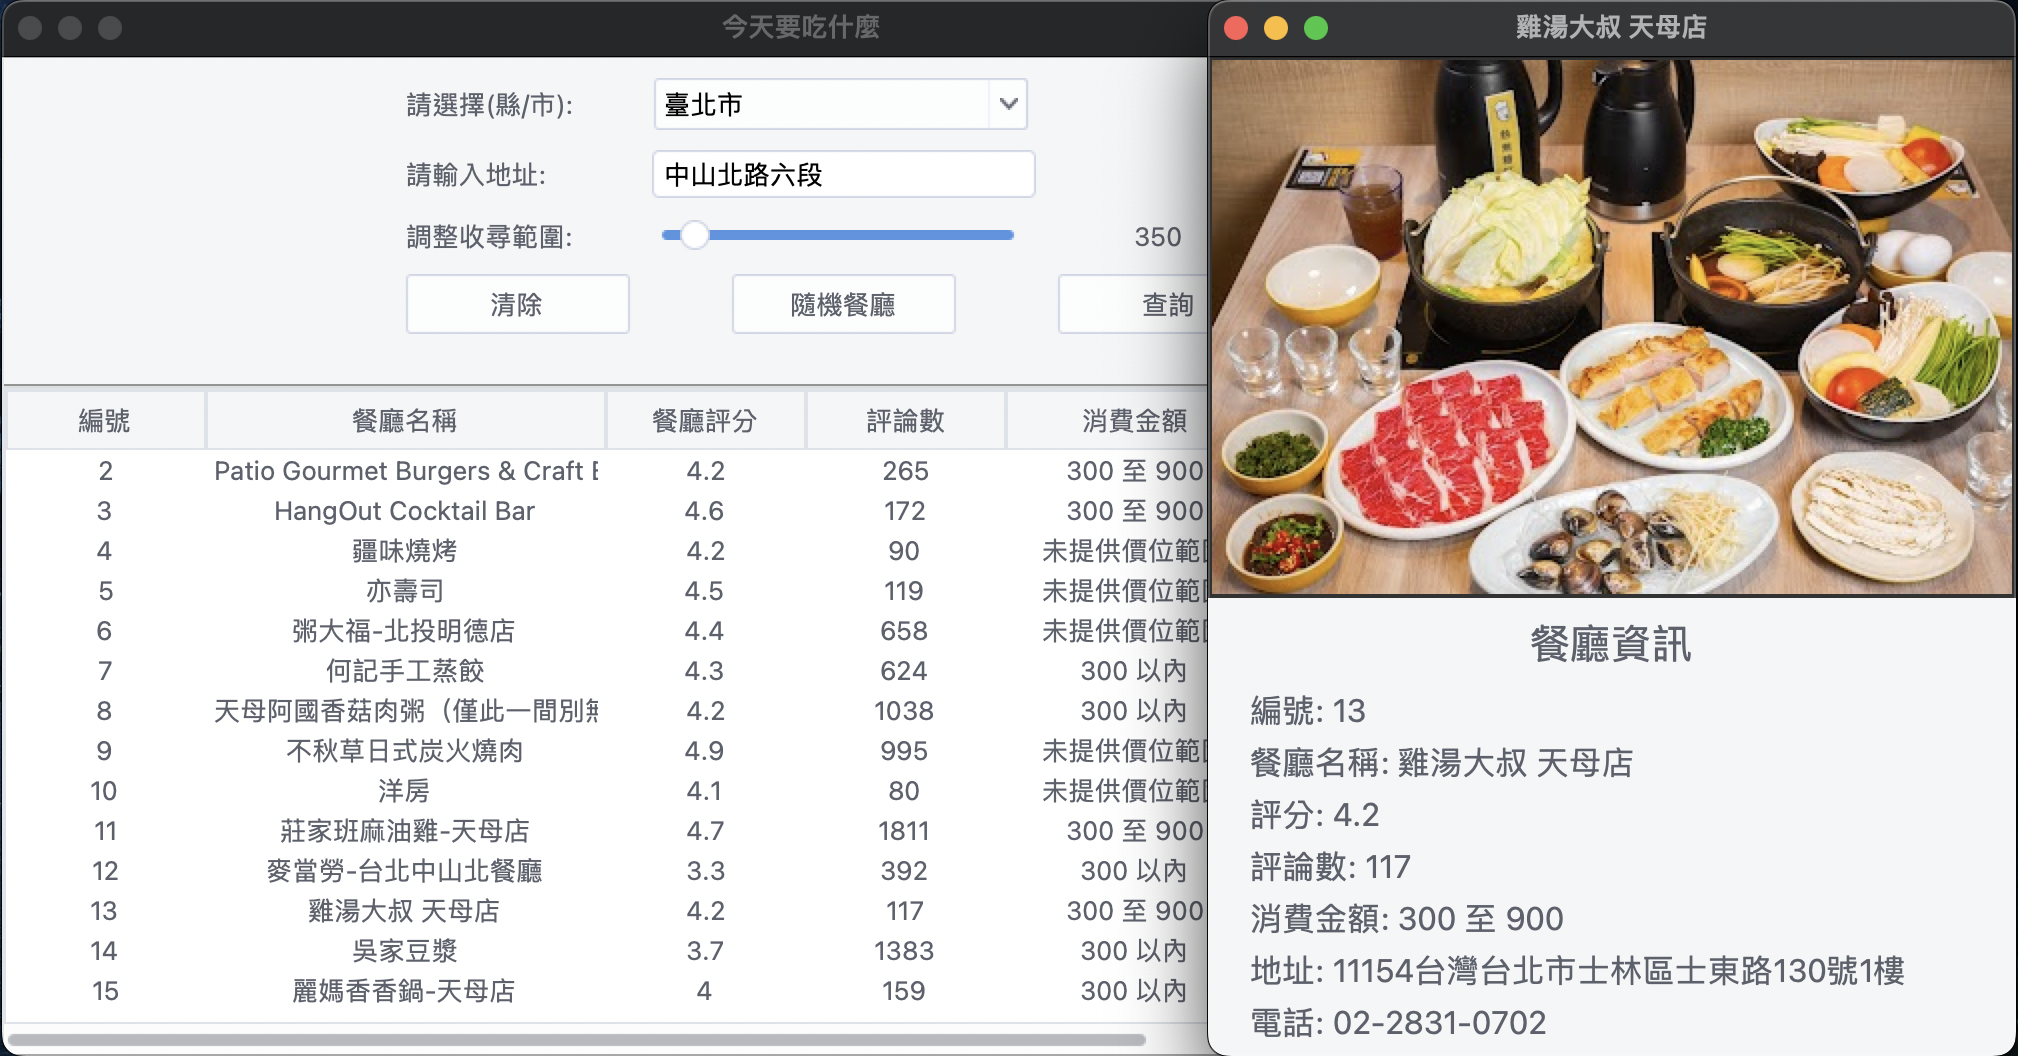 今天要吃什麼
請選擇(縣/市):
臺北市
請輸入地址:
中山北路六段
調整收尋範圍:
350
清除
隨機餐廳
查詢
編號 餐廳名稱 餐廳評分 評論數 消費金額
2 Patio Gourmet Burgers & Craft 4.2 265 300 至 900
3 HangOut Cocktail Bar 4.6 172 300 至 900
4 疆味燒烤 4.2 90 未提供價位範
5 亦壽司 4.5 119 未提供價位範
6 粥大福-北投明德店 4.4 658 未提供價位範
7 何記手工蒸餃 4.3 624 300 以內
8 天母阿國香菇肉粥（僅此一間別 4.2 1038 300 以內
9 不秋草日式炭火燒肉 4.9 995 未提供價位範
10 洋房 4.1 80 未提供價位範
11 莊家班麻油雞-天母店 4.7 1811 300 至 900
12 麥當勞-台北中山北餐廳 3.3 392 300 以內
13 雞湯大叔 天母店 4.2 117 300 至 900
14 吳家豆漿 3.7 1383 300 以內
15 麗媽香香鍋-天母店 4 159 300 以內
雞湯大叔 天母店
餐廳資訊
編號: 13
餐廳名稱: 雞湯大叔 天母店
評分: 4.2
評論數: 117
消費金額: 300 至 900
地址: 11154台灣台北市士林區士東路130號1樓
電話: 02-2831-0702